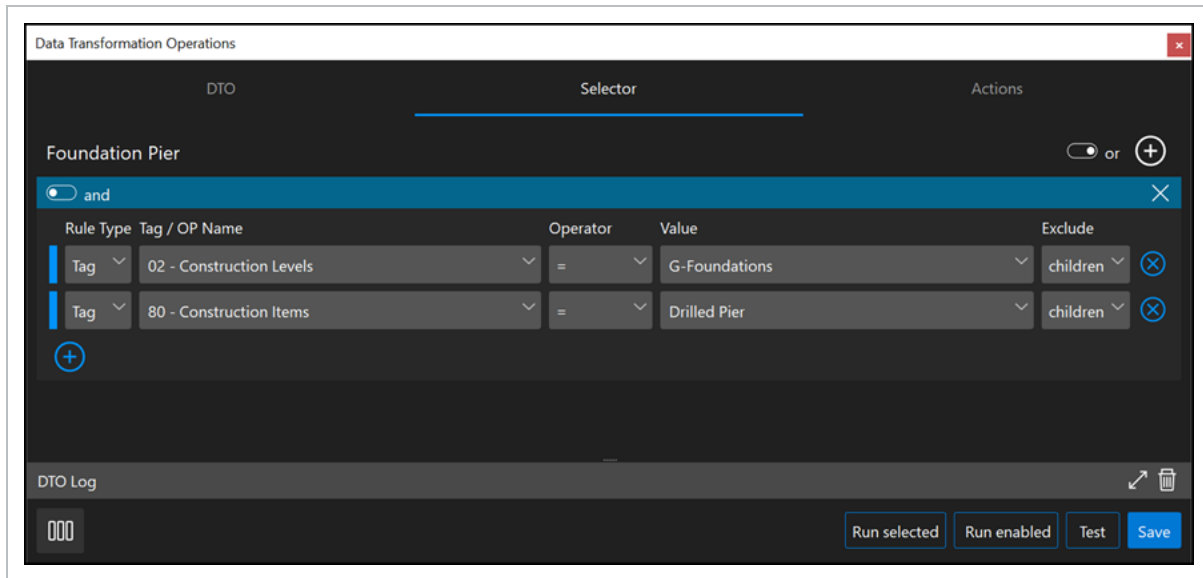 Data Transformation Operations
DTO Selector Actions
Foundation Pier or
and
Rule Type Tag / OP Name Operator Value Exclude
Tag 02 - Construction Levels = G-Foundations children
Tag 80 - Construction Items = Drilled Pier children
DTO Log
Run selected Run enabled Test Save